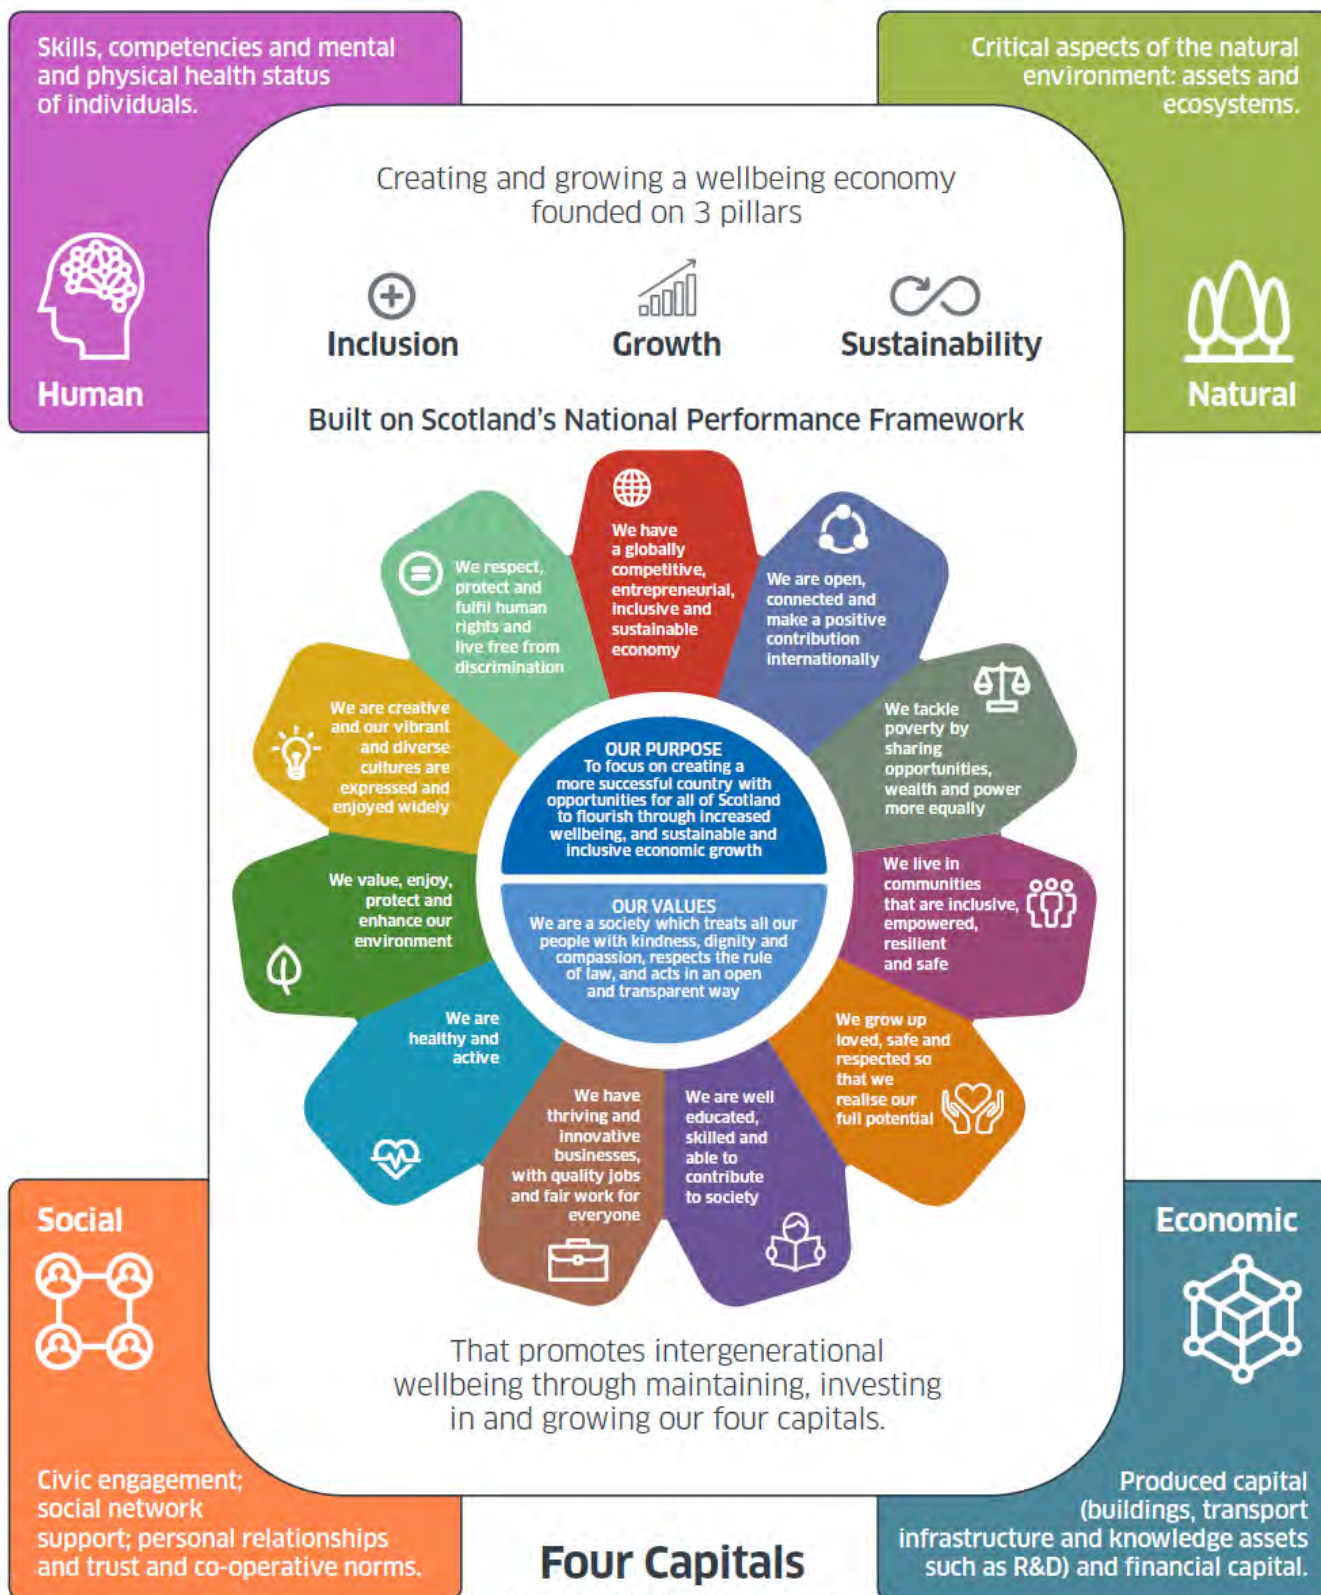 Skills, competencies and mental
and physical health status
of individuals.
Human
Critical aspects of the natural
environment: assets and
ecosystems.
Natural
Creating and growing a wellbeing economy
founded on 3 pillars
Inclusion
Growth
Sustainability
Built on Scotland's National Performance Framework
We have
a globally
competitive,
entrepreneurial,
inclusive and
sustainable
economy
We are open,
connected and
make a positive
contribution
internationally
We tackle
poverty by
sharing
opportunities,
wealth and power
more equally
We live in
communities
that are inclusive,
empowered,
resilient
and safe
We grow up
loved, safe and
respected so
that we
realise our
full potential
We are well
educated,
skilled and
able to
contribute
to society
We have
thriving and
innovative
businesses,
with quality jobs
and fair work for
everyone
We are
healthy and
active
We value, enjoy,
protect and
enhance our
environment
We are creative
and our vibrant
and diverse
cultures are
expressed and
enjoyed widely
We respect,
protect and
fulfil human
rights and
live free from
discrimination
OUR PURPOSE
To focus on creating a
more successful country with
opportunities for all of Scotland
to flourish through increased
wellbeing, and sustainable and
inclusive economic growth
OUR VALUES
We are a society which treats all our
people with kindness, dignity and
compassion, respects the rule
of law, and acts in an open
and transparent way
That promotes intergenerational
wellbeing through maintaining, investing
in and growing our four capitals.
Social
Civic engagement;
social network
support; personal relationships
and trust and co-operative norms.
Economic
Produced capital
(buildings, transport
infrastructure and knowledge assets
such as R&D) and financial capital.
Four Capitals